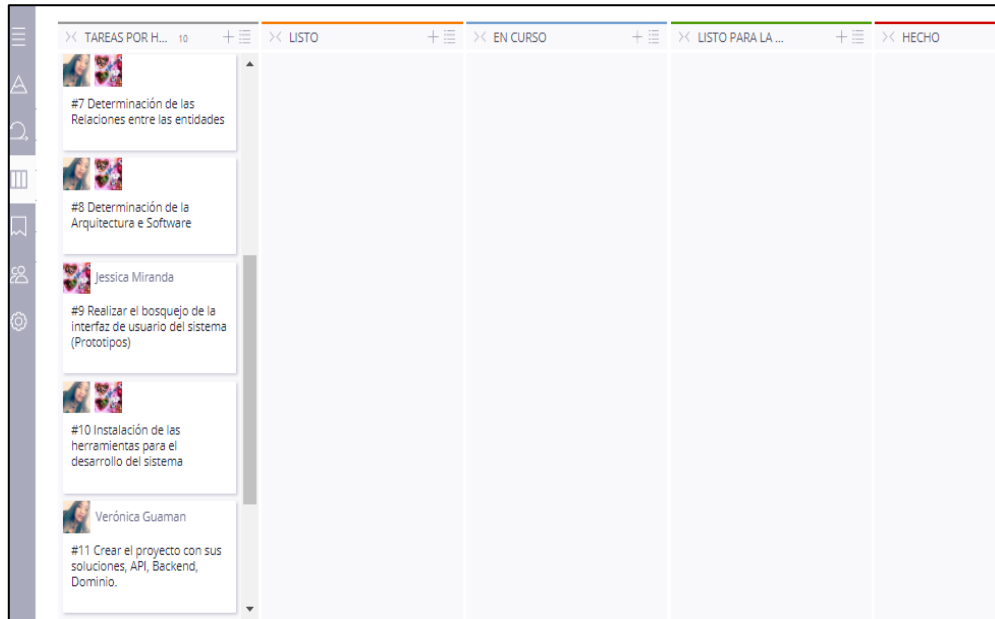 TAREAS POR H... 10
LISTO
EN CURSO
LISTO PARA LA ...
HECHO
#7 Determinación de las
Relaciones entre las entidades
#8 Determinación de la
Arquitectura e Software
Jessica Miranda
#9 Realizar el bosquejo de la
interfaz de usuario del sistema
(Prototipos)
#10 Instalación de las
herramientas para el
desarrollo del sistema
Verónica Guaman
#11 Crear el proyecto con sus
soluciones, API, Backend,
Dominio.